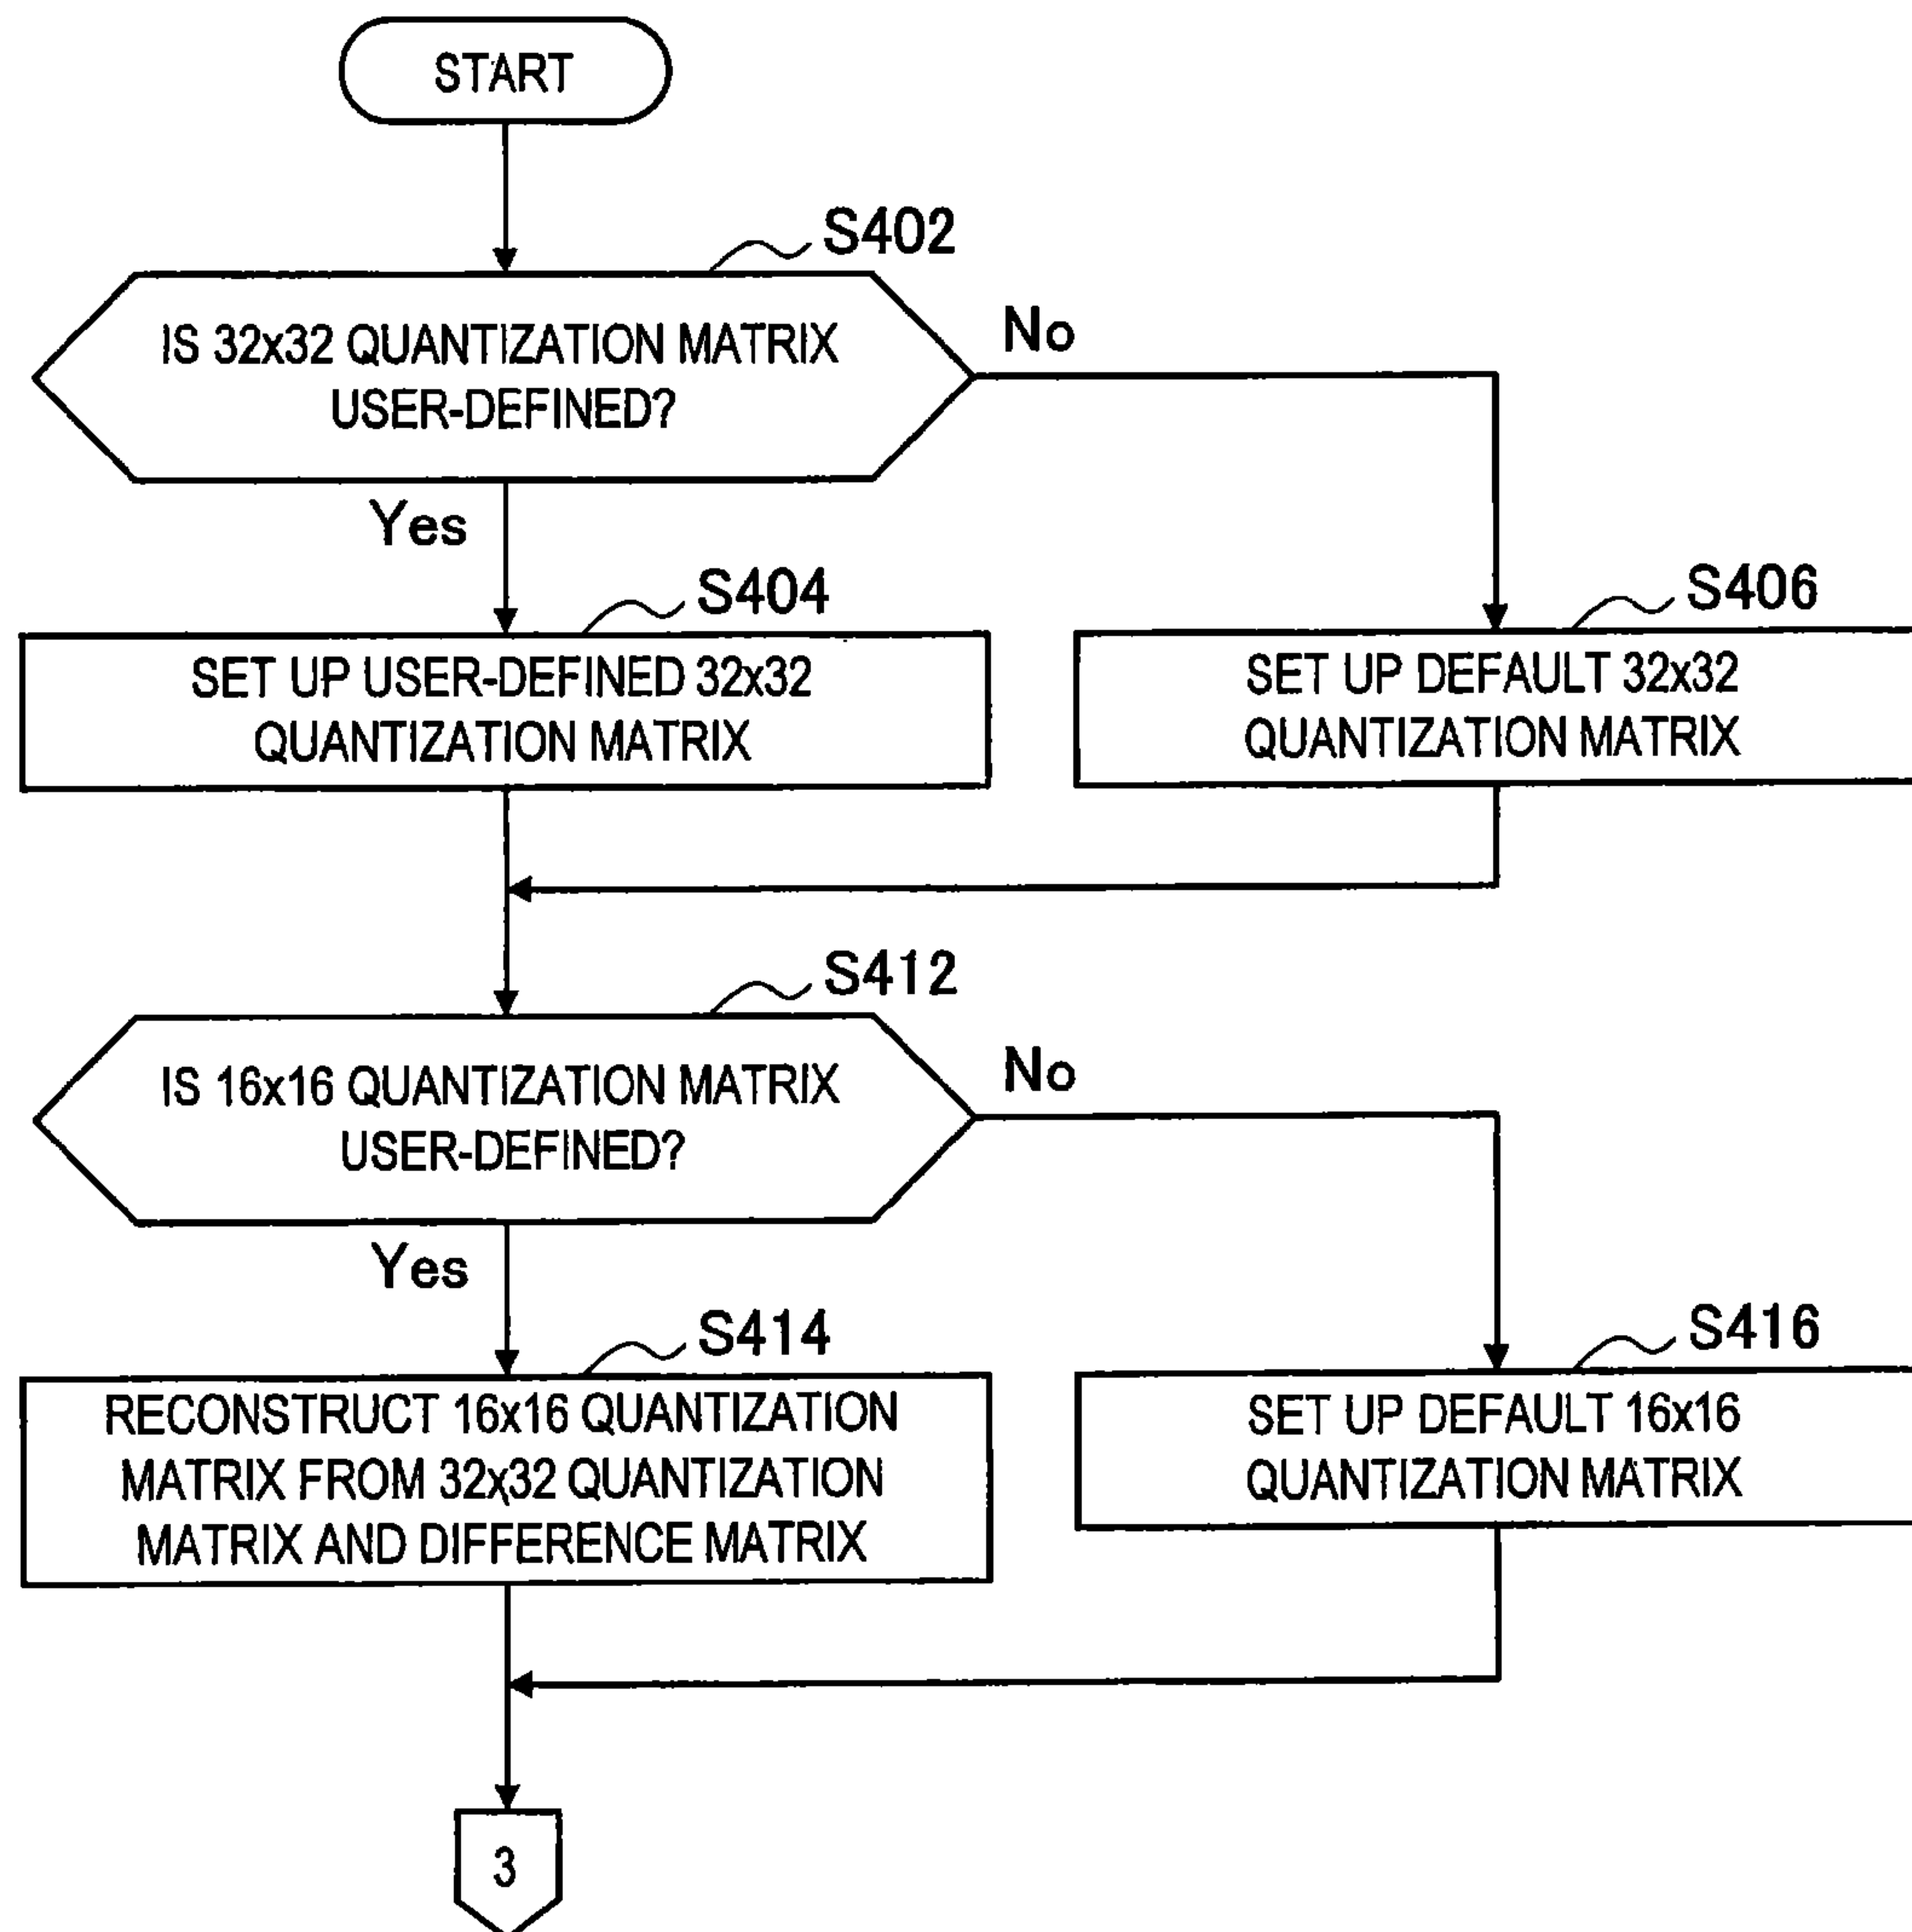 START
S402
IS 32x32 QUANTIZATION MATRIX
USER-DEFINED?
No
Yes
S404
SET UP USER-DEFINED 32x32
QUANTIZATION MATRIX
S406
SET UP DEFAULT 32x32
QUANTIZATION MATRIX
S412
IS 16x16 QUANTIZATION MATRIX
USER-DEFINED?
No
Yes
S414
RECONSTRUCT 16x16 QUANTIZATION
MATRIX FROM 32x32 QUANTIZATION
MATRIX AND DIFFERENCE MATRIX
S416
SET UP DEFAULT 16x16
QUANTIZATION MATRIX
3